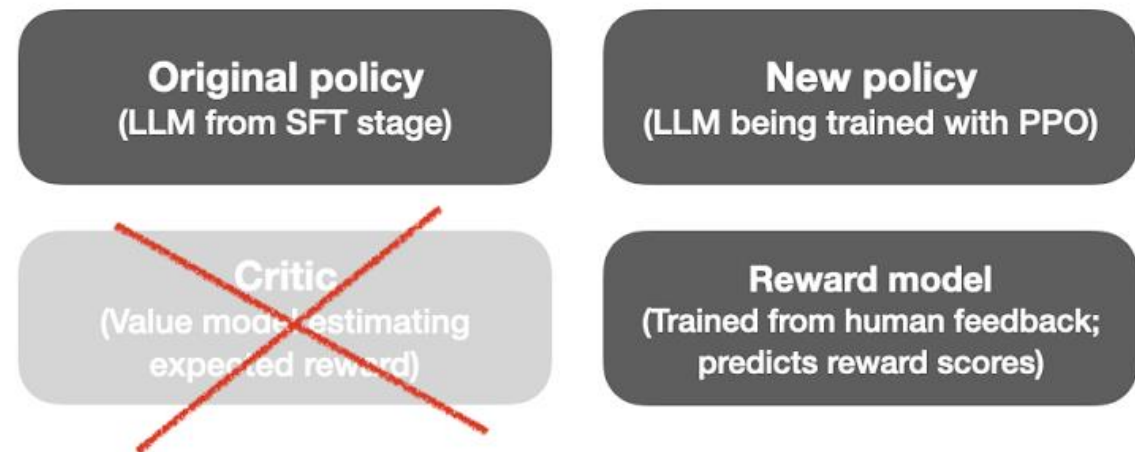 Original policy
(LLM from SFT stage)
New policy
(LLM being trained with PPO)
Critic
(Value model estimating
expected reward)
Reward model
(Trained from human feedback;
predicts reward scores)